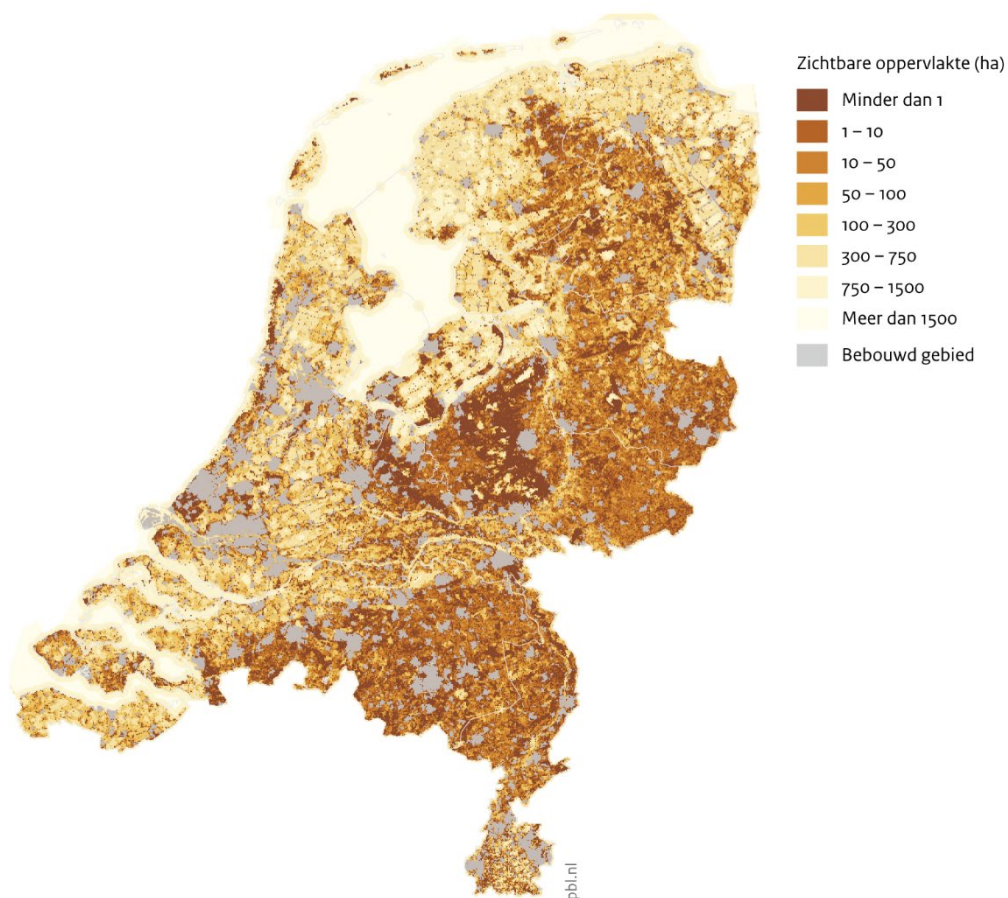 Zichtbare oppervlakte (ha)
Minder dan 1
1 – 10
10 – 50
50 – 100
100 – 300
300 – 750
750 – 1500
Meer dan 1500
Bebouwd gebied
pbl.nl